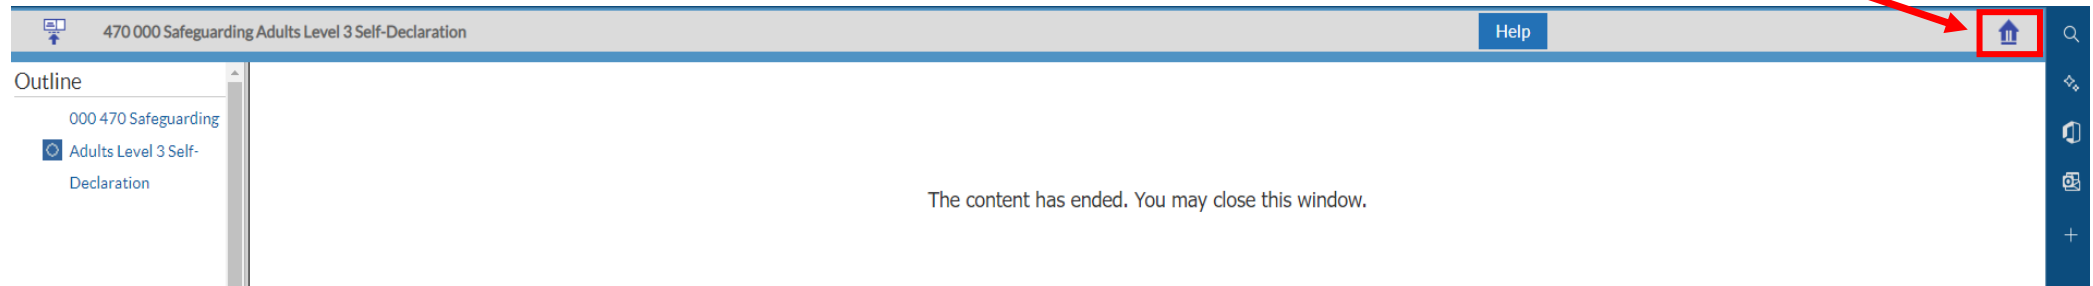 470 000 Safeguarding Adults Level 3 Self-Declaration
Help
Outline
000 470 Safeguarding
Adults Level 3 Self-
Declaration
The content has ended. You may close this window.